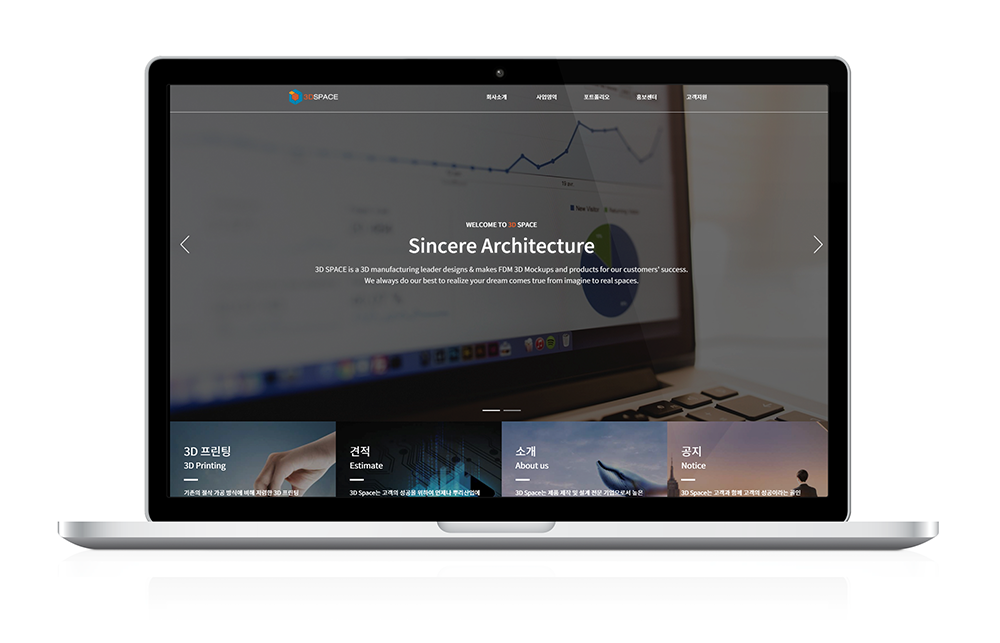 3DSPACE
회사소개 사업영역 포트폴리오 홍보센터 고객지원
New Visitor
WELCOME TO 3D SPACE
Sincere Architecture
3D SPACE is a 3D manufacturing leader designs & makes FDM 3D Mockups and products for our customers' success.
We always do our best to realize your dream comes true from imagine to real spaces.
3D 프린팅
3D Printing
기존의 절삭 가공 방식에 비해 저렴한 3D 프린팅
견적
Estimate
3D Space는 고객의 성공을 위하여 언제나 뿌리산업에
소개
About us
3D Space는 제품 제작 및 설계 전문 기업으로서 높은
공지
Notice
3D Space는 고객과 함께 고객의 성공이라는